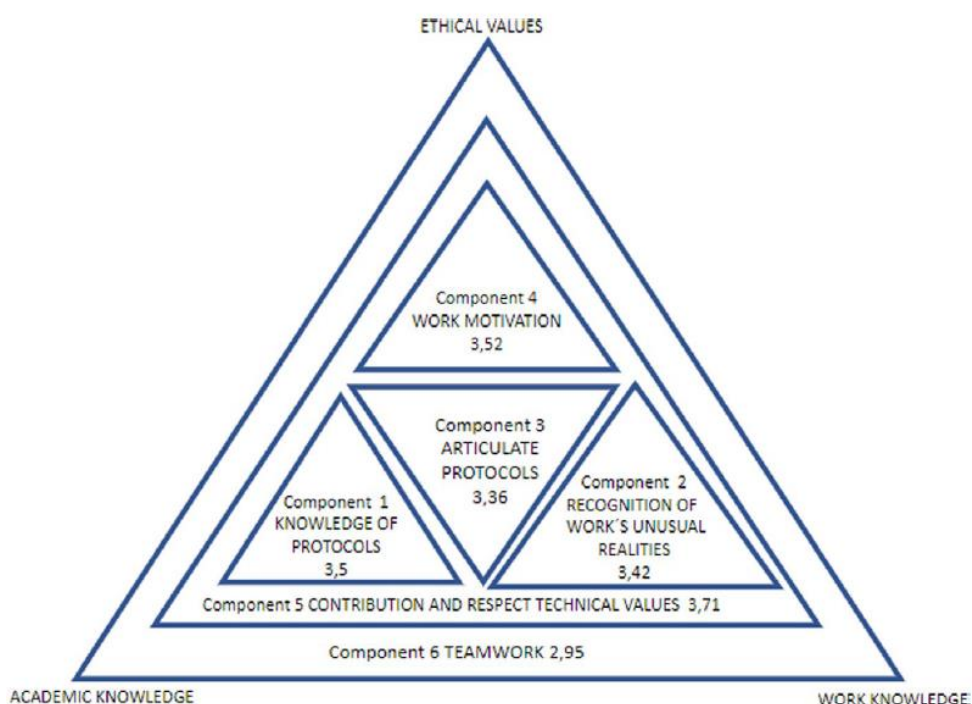 ETHICAL VALUES
Component 4
WORK MOTIVATION
3,52
Component 3
ARTICULATE
PROTOCOLS
3,36
Component 1
KNOWLEDGE OF
PROTOCOLS
3,5
Component 2
RECOGNITION OF
WORK´S UNUSUAL
REALITIES
3,42
Component 5 CONTRIBUTION AND RESPECT TECHNICAL VALUES 3,71
Component 6 TEAMWORK 2,95
ACADEMIC KNOWLEDGE
WORK KNOWLEDGE